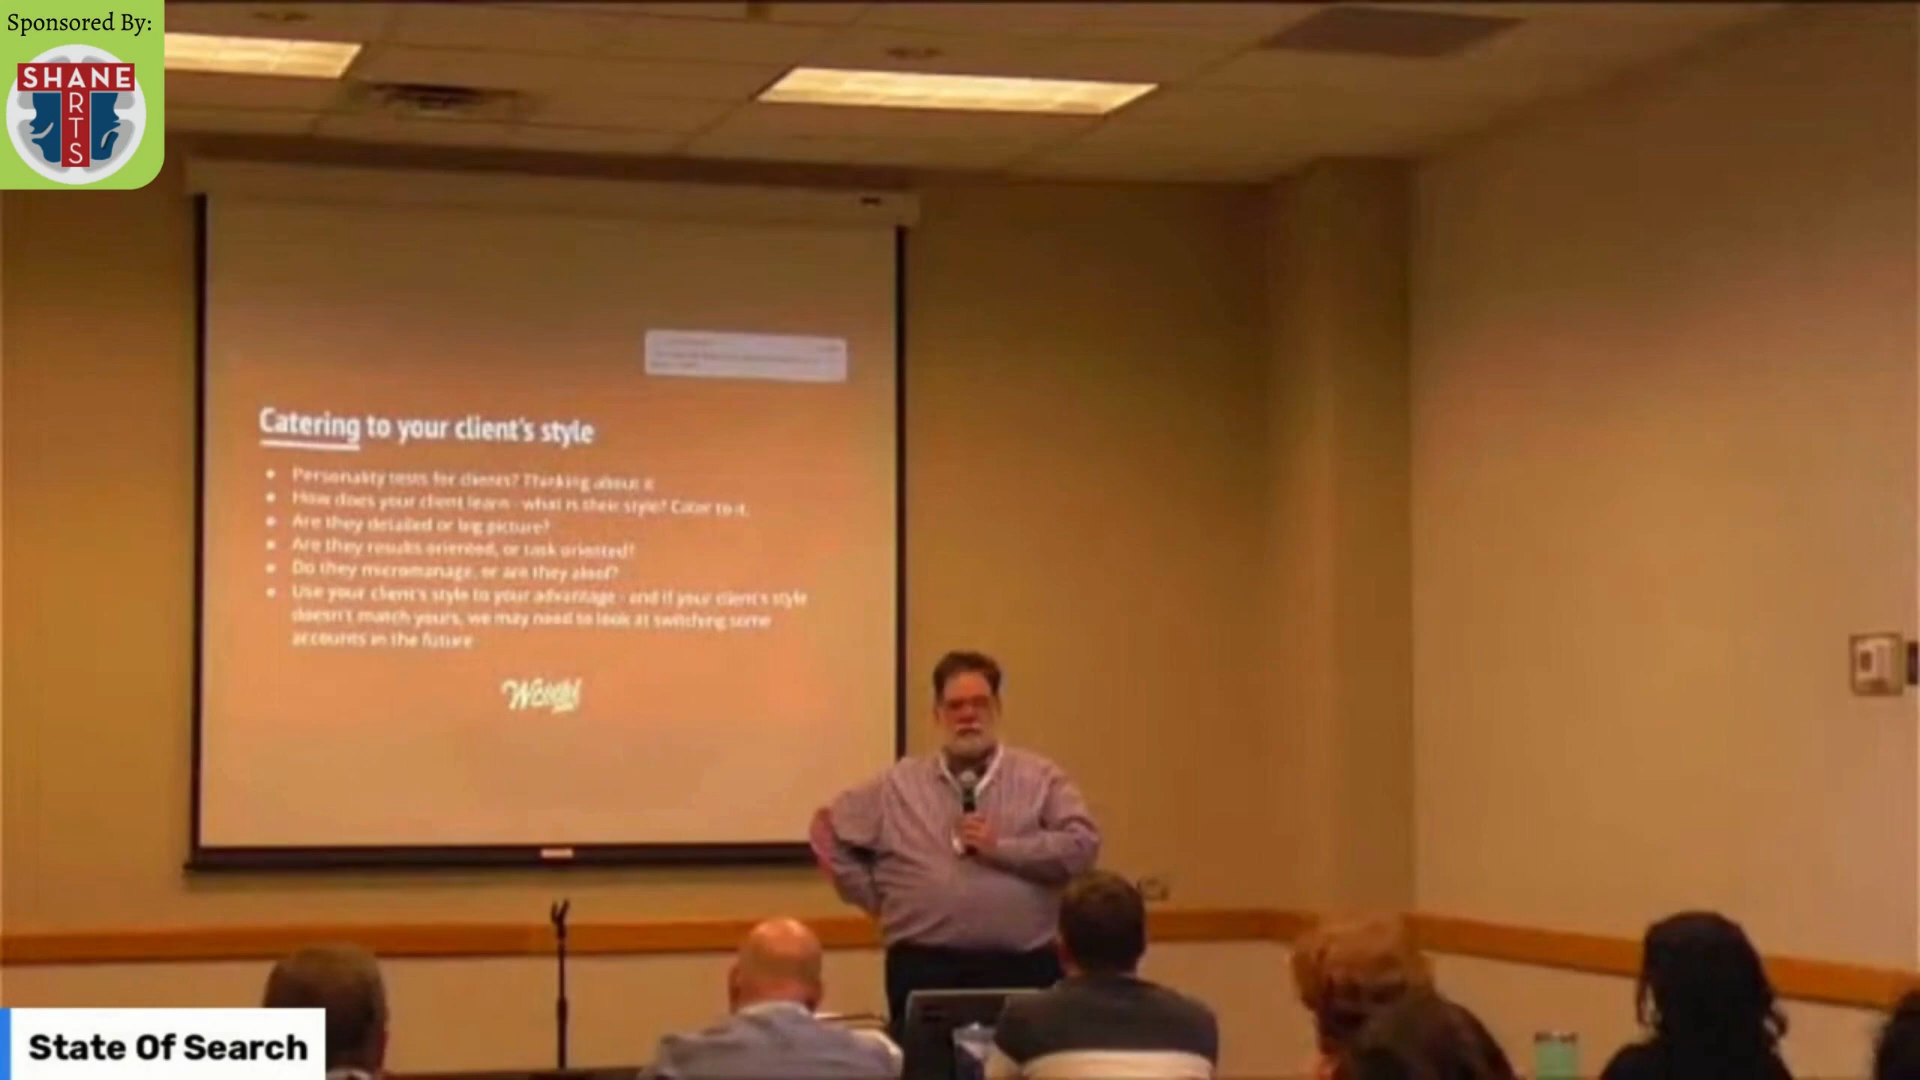 Sponsored By:
SHANE
ARTS
Catering to your client's style
Personality tests for clients? Thinking about it
How does your client learn - what is their style? Cater to it.
Are they detailed or big picture?
Are they results oriented, or task oriented?
Do they micromanage, or are they aloof?
Use your client's style to your advantage - and if your client's style
doesn't match yours, we may need to look at switching some
accounts in the future
State Of Search